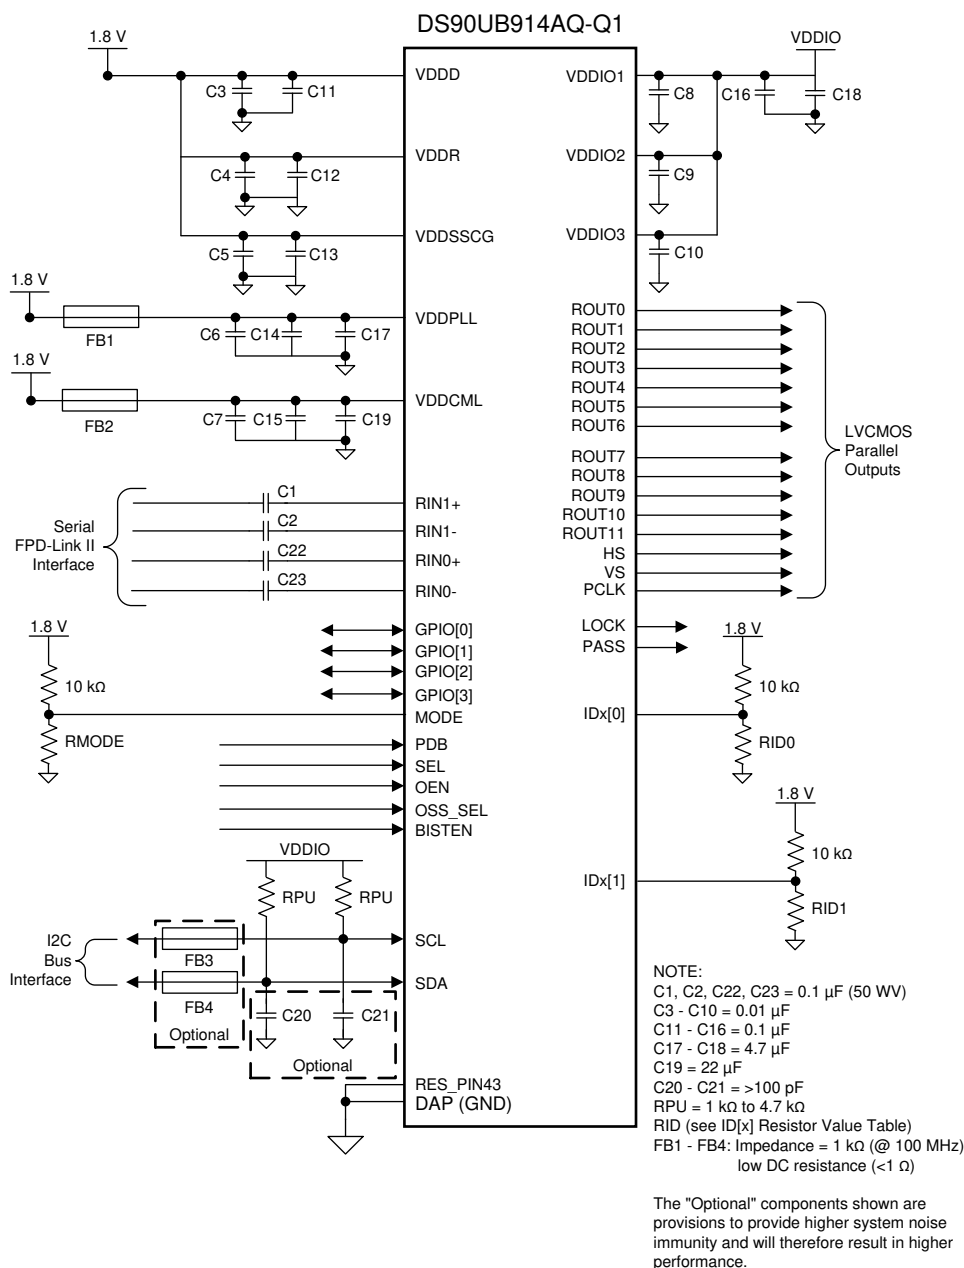 DS90UB914AQ-Q1
1.8 V
VDDIO
VDDD
VDDIO1
C3
C11
C8
C16
C18
VDDR
VDDIO2
C4
C12
C9
VDDSSCG
VDDIO3
C5
C13
C10
1.8 V
VDDPLL
FB1
C6
C14
C17
1.8 V
VDDCML
FB2
C7
C15
C19
ROUT0
ROUT1
ROUT2
ROUT3
ROUT4
ROUT5
ROUT6
ROUT7
ROUT8
ROUT9
ROUT10
ROUT11
HS
VS
PCLK
LVCMOS
Parallel
Outputs
Serial
FPD-Link II
Interface
C1
RIN1+
C2
RIN1-
C22
RIN0+
C23
RIN0-
LOCK
PASS
GPIO[0]
GPIO[1]
GPIO[2]
GPIO[3]
1.8 V
10 kΩ
MODE
RMODE
1.8 V
10 kΩ
IDx[0]
RID0
PDB
SEL
OEN
OSS_SEL
BISTEN
1.8 V
10 kΩ
IDx[1]
RID1
VDDIO
RPU
RPU
I2C
Bus
Interface
FB3
SCL
FB4
SDA
Optional
C20
C21
Optional
RES_PIN43
DAP (GND)
NOTE:
C1, C2, C22, C23 = 0.1 µF (50 WV)
C3 - C10 = 0.01 µF
C11 - C16 = 0.1 µF
C17 - C18 = 4.7 µF
C19 = 22 µF
C20 - C21 = >100 pF
RPU = 1 kΩ to 4.7 kΩ
RID (see ID[x] Resistor Value Table)
FB1 - FB4: Impedance = 1 kΩ (@ 100 MHz)
low DC resistance (<1 Ω)
The "Optional" components shown are
provisions to provide higher system noise
immunity and will therefore result in higher
performance.